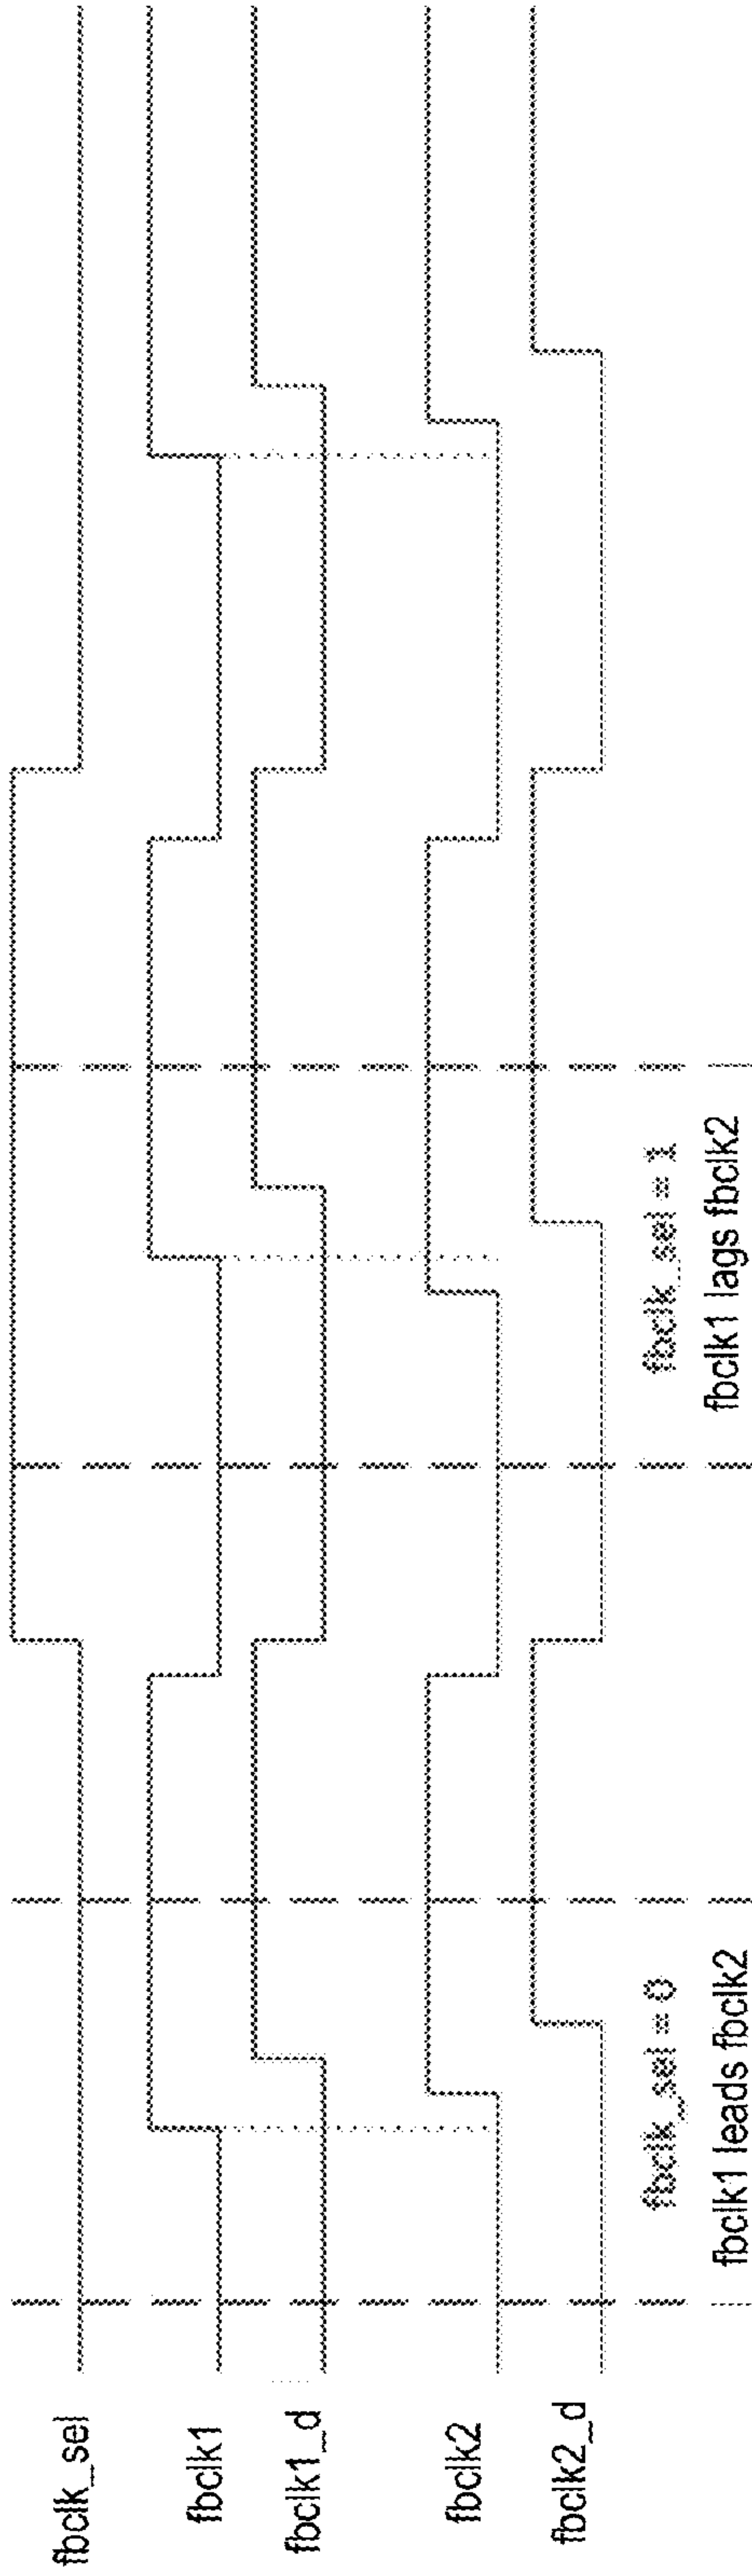 fbclk_sel
fbclk1
fbclk1_d
fbclk2
fbclk2_d
fbclk_sel = 0
fbclk1 leads fbclk2
fbclk_sel = 1
fbclk1 lags fbclk2